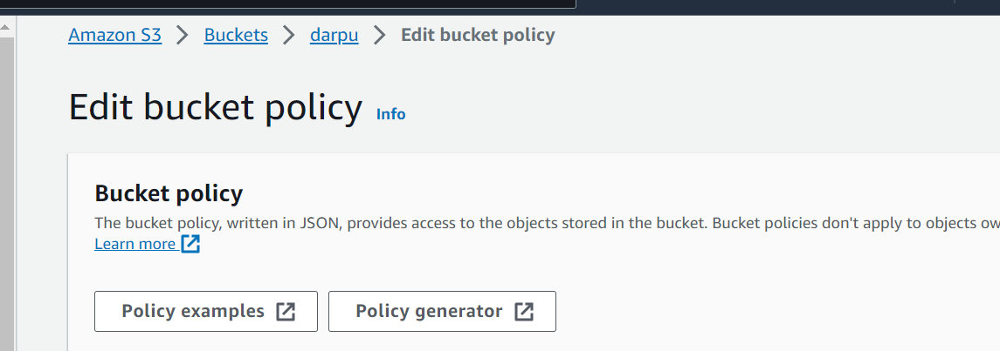 Amazon S3 > Buckets > darpu > Edit bucket policy
Edit bucket policy Info
Bucket policy
The bucket policy, written in JSON, provides access to the objects stored in the bucket. Bucket policies don't apply to objects
Learn more
Policy examples Policy generator